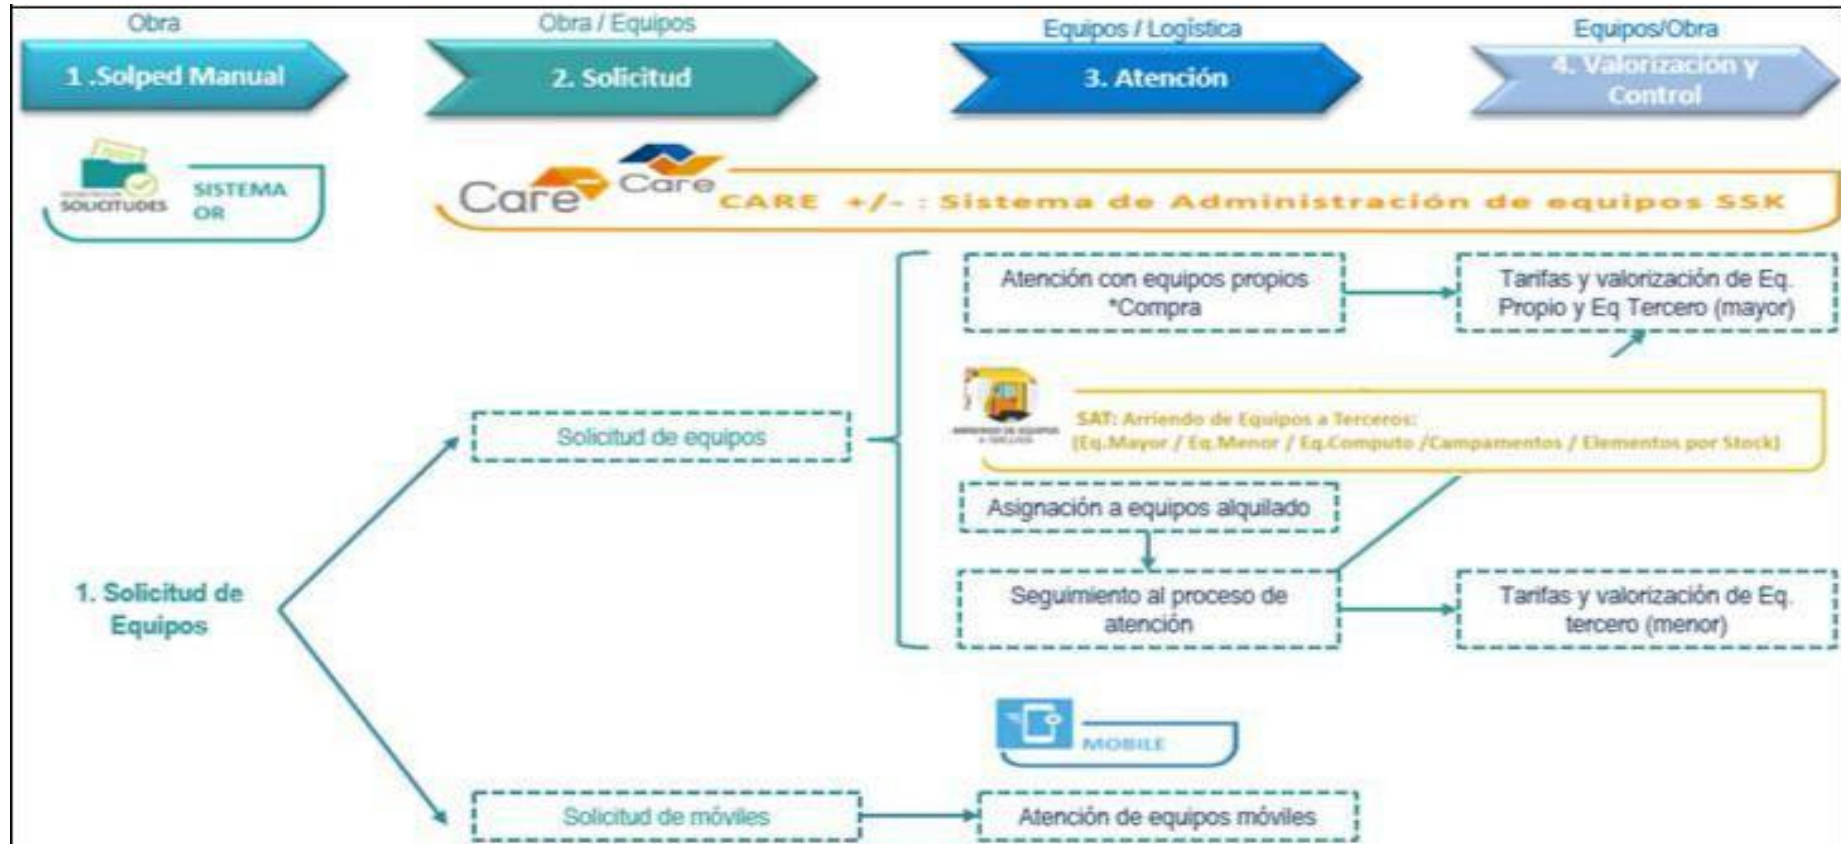 Obra
Obra / Equipos
Equipos / Logística
Equipos/Obra
1 .Solped Manual
2. Solicitud
3. Atención
4. Valorización y
Control
SOLICITUDES
SISTEMA
OR
Care
Care
CARE +/- : Sistema de Administración de equipos SSK
Atención con equipos propios
*Compra
Tarifas y valorización de Eq.
Propio y Eq Tercero (mayor)
Solicitud de equipos
ARRIENDO DE EQUIPOS
A TERCEROS
SAT: Arriendo de Equipos a Terceros:
(Eq.Mayor / Eq.Menor / Eq.Computo /Campamentos / Elementos por Stock)
Asignación a equipos alquilado
1. Solicitud de
Equipos
Seguimiento al proceso de
atención
Tarifas y valorización de Eq.
tercero (menor)
MOBILE
Solicitud de móviles
Atención de equipos móviles